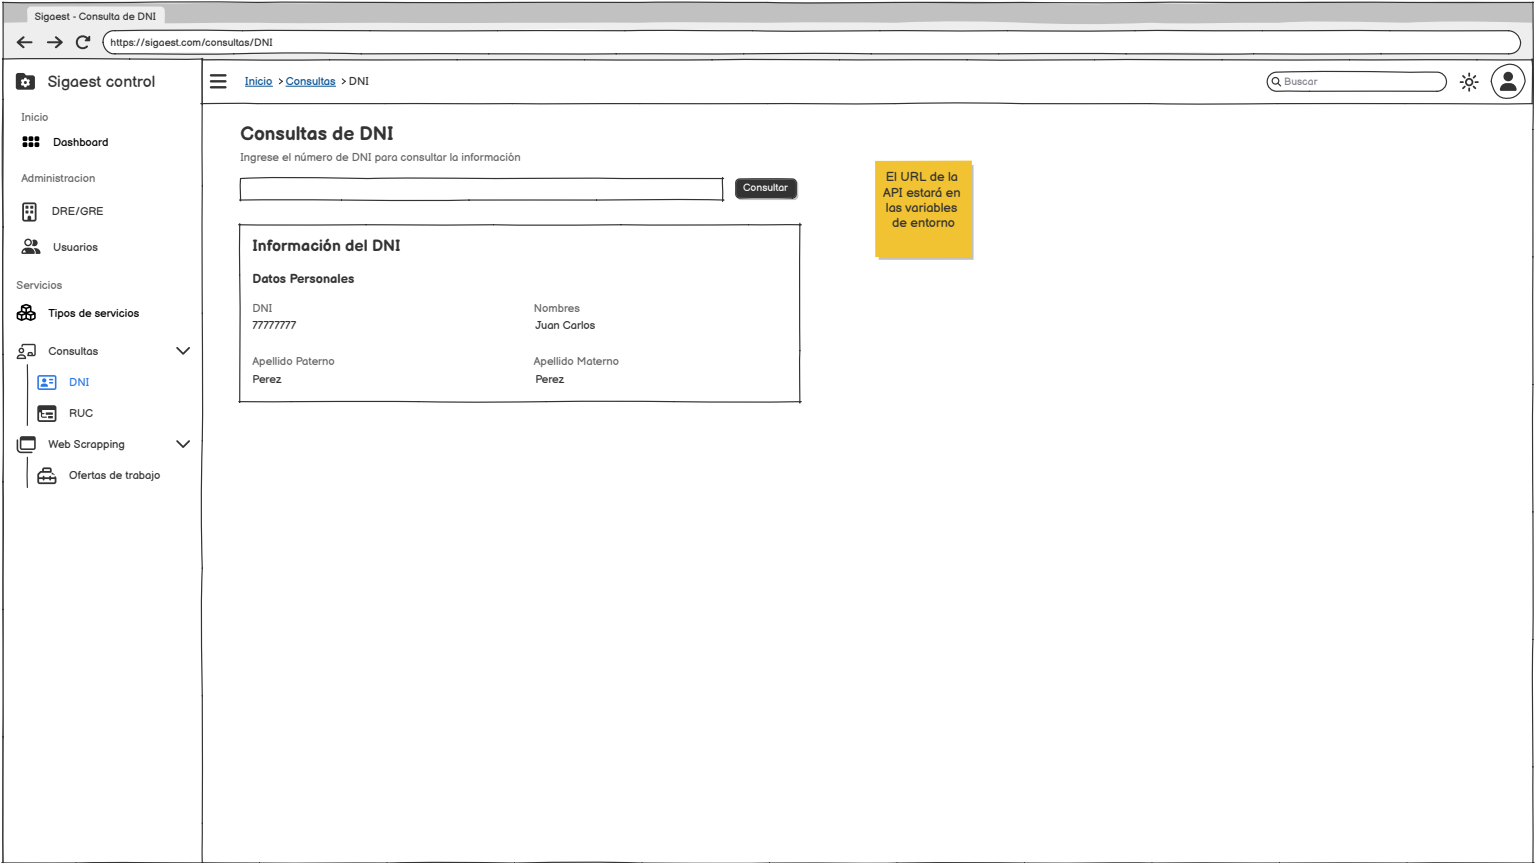 Sigaest - Consulta de DNI
https://sigaest.com/consultas/DNI
Sigaest control
Inicio > Consultas > DNI
Buscar
Inicio
Dashboard
Administracion
DRE/GRE
Usuarios
Servicios
Tipos de servicios
Consultas
DNI
RUC
Web Scrapping
Ofertas de trabajo
Consultas de DNI
Ingrese el número de DNI para consultar la información
Consultar
Información del DNI
Datos Personales
DNI
77777777
Nombres
Juan Carlos
Apellido Paterno
Perez
Apellido Materno
Perez
El URL de la
API estará en
las variables
de entorno